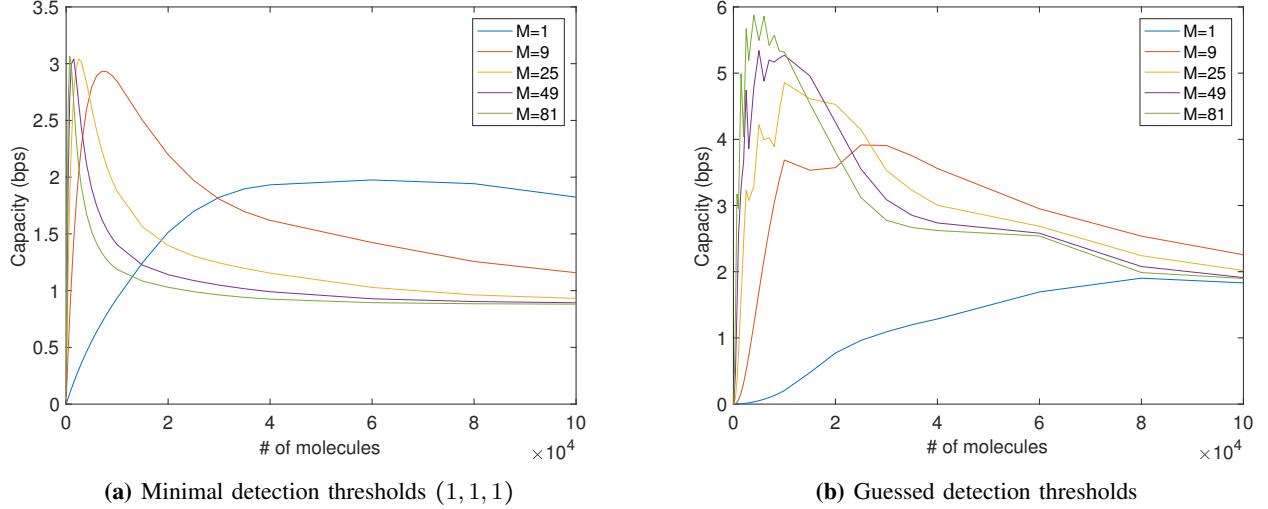 3.5
3
2.5
2
1.5
1
0.5
0
Capacity (bps)
0 2 4 6 8 10
# of molecules
×10^4
M=1
M=9
M=25
M=49
M=81
(a) Minimal detection thresholds (1, 1, 1)
6
5
4
3
2
1
0
Capacity (bps)
0 2 4 6 8 10
# of molecules
×10^4
M=1
M=9
M=25
M=49
M=81
(b) Guessed detection thresholds